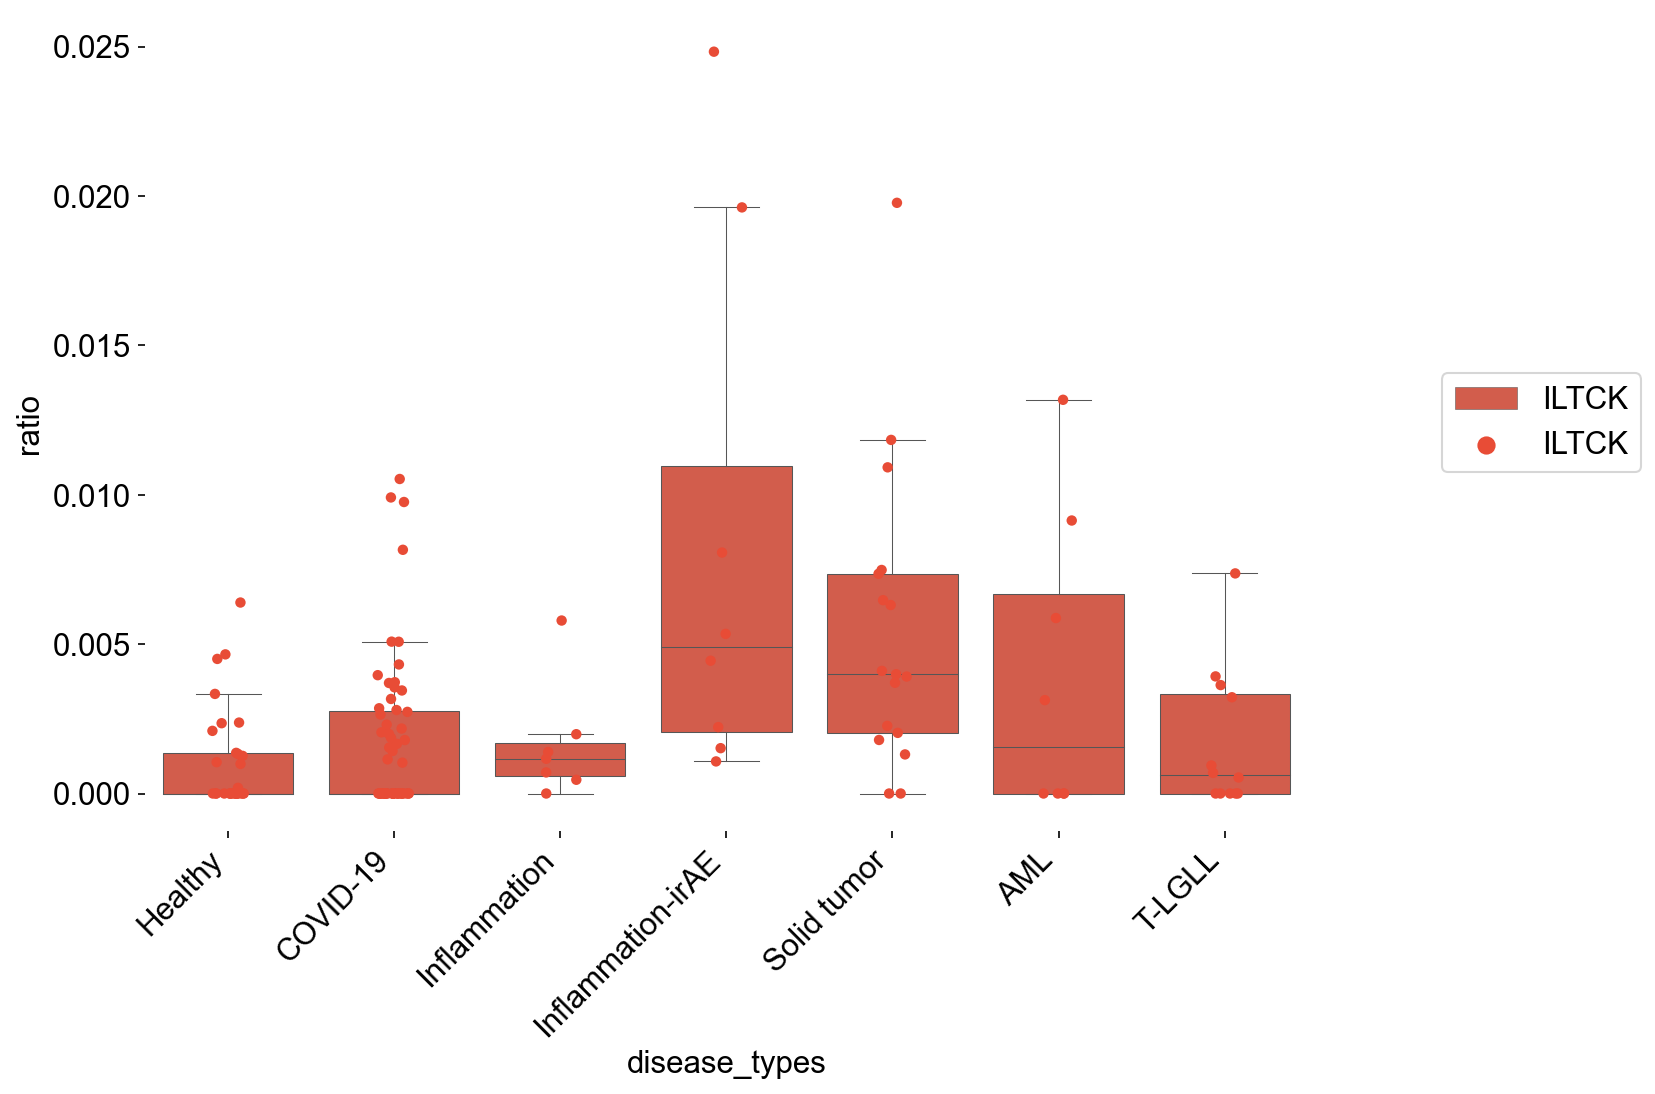 0.025
0.020
0.015
0.010
0.005
0.000
ratio
Healthy
COVID-19
Inflammation
Inflammation-irAE
Solid tumor
AML
T-LGLL
disease_types
ILTCK
ILTCK